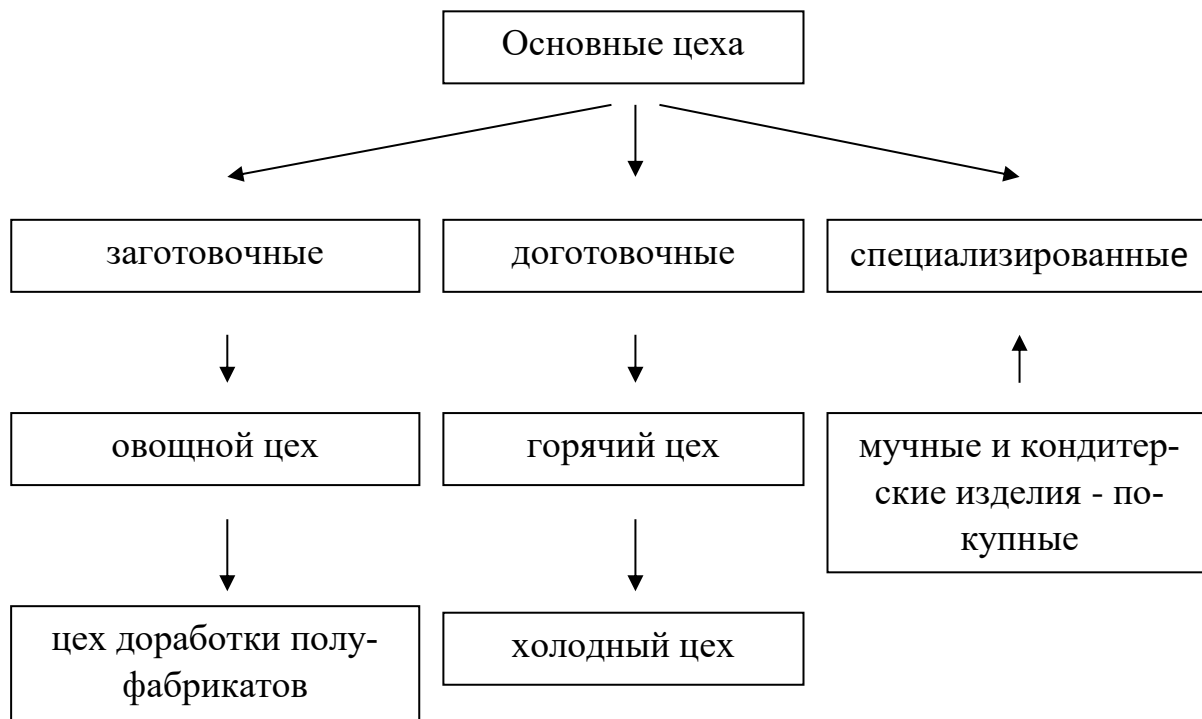 Основные цеха
заготовочные
доготовочные
специализированные
овощной цех
горячий цех
мучные и кондитер-
ские изделия - по-
купные
цех доработки полу-
фабрикатов
холодный цех